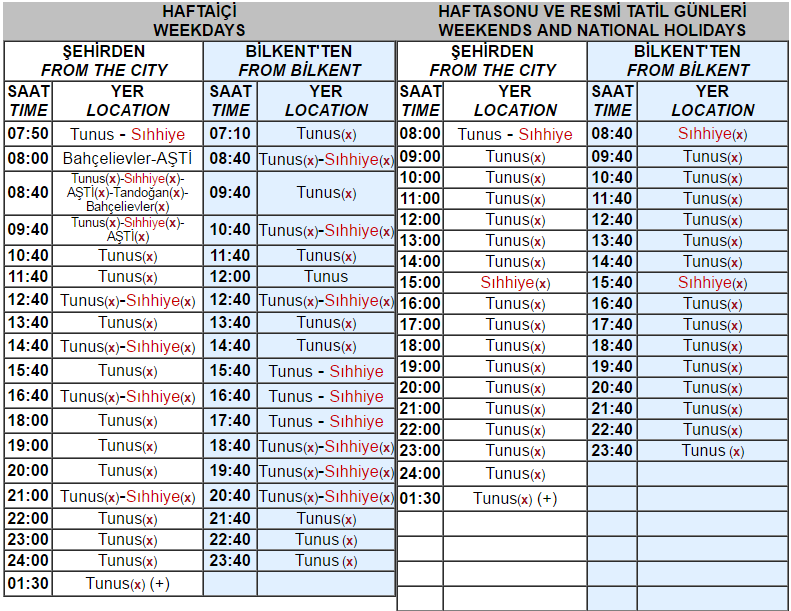 HAFTAİÇİ
WEEKDAYS
ŞEHİRDEN
FROM THE CITY
BİLKENT'TEN
FROM BİLKENT
SAAT
TIME
YER
LOCATION
SAAT
TIME
YER
LOCATION
07:50 Tunus - Sıhhiye 07:10 Tunus(x)
08:00 Bahçelievler-AŞTİ 08:40 Tunus(x)-Sıhhiye(x)
08:40 Tunus(x)-Sıhhiye(x)-
AŞTİ(x)-Tandoğan(x)-
Bahçelievler(x)
09:40 Tunus(x)
09:40 Tunus(x)-Sıhhiye(x)-
AŞTİ(x)
10:40 Tunus(x)-Sıhhiye(x)
10:40 Tunus(x) 11:40 Tunus(x)
11:40 Tunus(x) 12:00 Tunus
12:40 Tunus(x)-Sıhhiye(x) 12:40 Tunus(x)-Sıhhiye(x)
13:40 Tunus(x) 13:40 Tunus(x)
14:40 Tunus(x)-Sıhhiye(x) 14:40 Tunus(x)
15:40 Tunus(x) 15:40 Tunus - Sıhhiye
16:40 Tunus(x)-Sıhhiye(x) 16:40 Tunus - Sıhhiye
18:00 Tunus(x) 17:40 Tunus - Sıhhiye
19:00 Tunus(x) 18:40 Tunus(x)-Sıhhiye(x)
20:00 Tunus(x) 19:40 Tunus(x)-Sıhhiye(x)
21:00 Tunus(x)-Sıhhiye(x) 20:40 Tunus(x)-Sıhhiye(x)
22:00 Tunus(x) 21:40 Tunus(x)
23:00 Tunus(x) 22:40 Tunus (x)
24:00 Tunus(x) 23:40 Tunus (x)
01:30 Tunus(x) (+)
HAFTASONU VE RESMİ TATİL GÜNLERİ
WEEKENDS AND NATIONAL HOLIDAYS
ŞEHİRDEN
FROM THE CITY
BİLKENT'TEN
FROM BİLKENT
SAAT
TIME
YER
LOCATION
SAAT
TIME
YER
LOCATION
08:00 Tunus - Sıhhiye 08:40 Sıhhiye(x)
09:00 Tunus(x) 09:40 Tunus(x)
10:00 Tunus(x) 10:40 Tunus(x)
11:00 Tunus(x) 11:40 Tunus(x)
12:00 Tunus(x) 12:40 Tunus(x)
13:00 Tunus(x) 13:40 Tunus(x)
14:00 Tunus(x) 14:40 Tunus(x)
15:00 Sıhhiye(x) 15:40 Sıhhiye(x)
16:00 Tunus(x) 16:40 Tunus(x)
17:00 Tunus(x) 17:40 Tunus(x)
18:00 Tunus(x) 18:40 Tunus(x)
19:00 Tunus(x) 19:40 Tunus(x)
20:00 Tunus(x) 20:40 Tunus(x)
21:00 Tunus(x) 21:40 Tunus(x)
22:00 Tunus(x) 22:40 Tunus(x)
23:00 Tunus(x) 23:40 Tunus (x)
24:00 Tunus(x)
01:30 Tunus(x) (+)